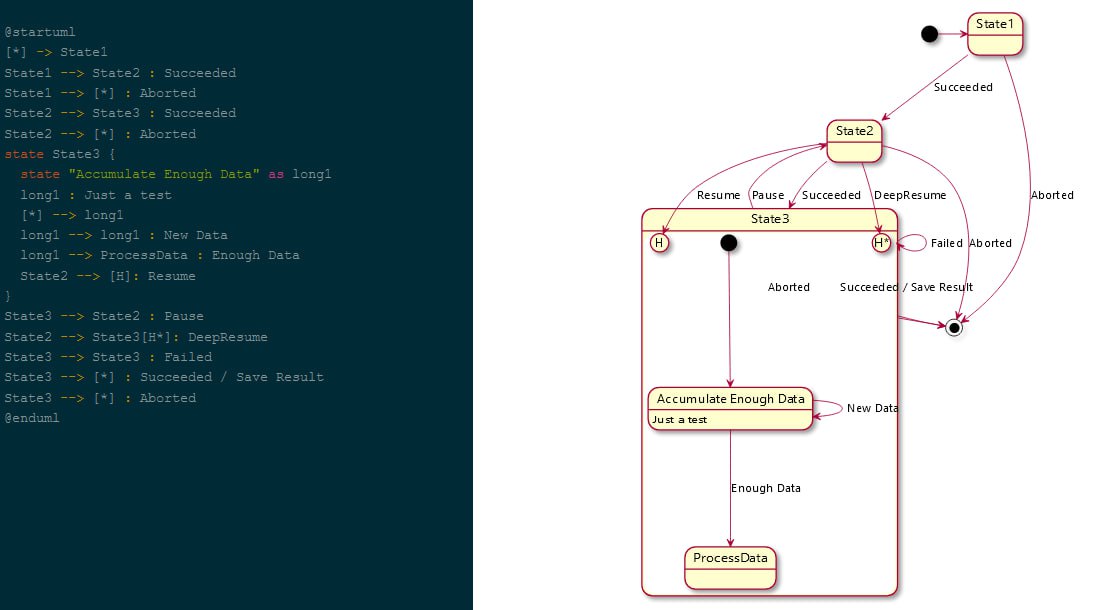 @startuml
[*] -> State1
State1 --> State2 : Succeeded
State1 --> [*] : Aborted
State2 --> State3 : Succeeded
State2 --> [*] : Aborted
state State3 {
  state "Accumulate Enough Data" as long1
  long1 : Just a test
  [*] --> long1
  long1 --> long1 : New Data
  long1 --> ProcessData : Enough Data
  State2 --> [H]: Resume
}
State3 --> State2 : Pause
State2 --> State3[H*]: DeepResume
State3 --> State3 : Failed
State3 --> [*] : Succeeded / Save Result
State3 --> [*] : Aborted
@enduml
State1
Succeeded
State2
Resume Pause Succeeded DeepResume Aborted
State3
H H* Failed Aborted
Aborted Succeeded / Save Result
Accumulate Enough Data
Just a test
New Data
Enough Data
ProcessData